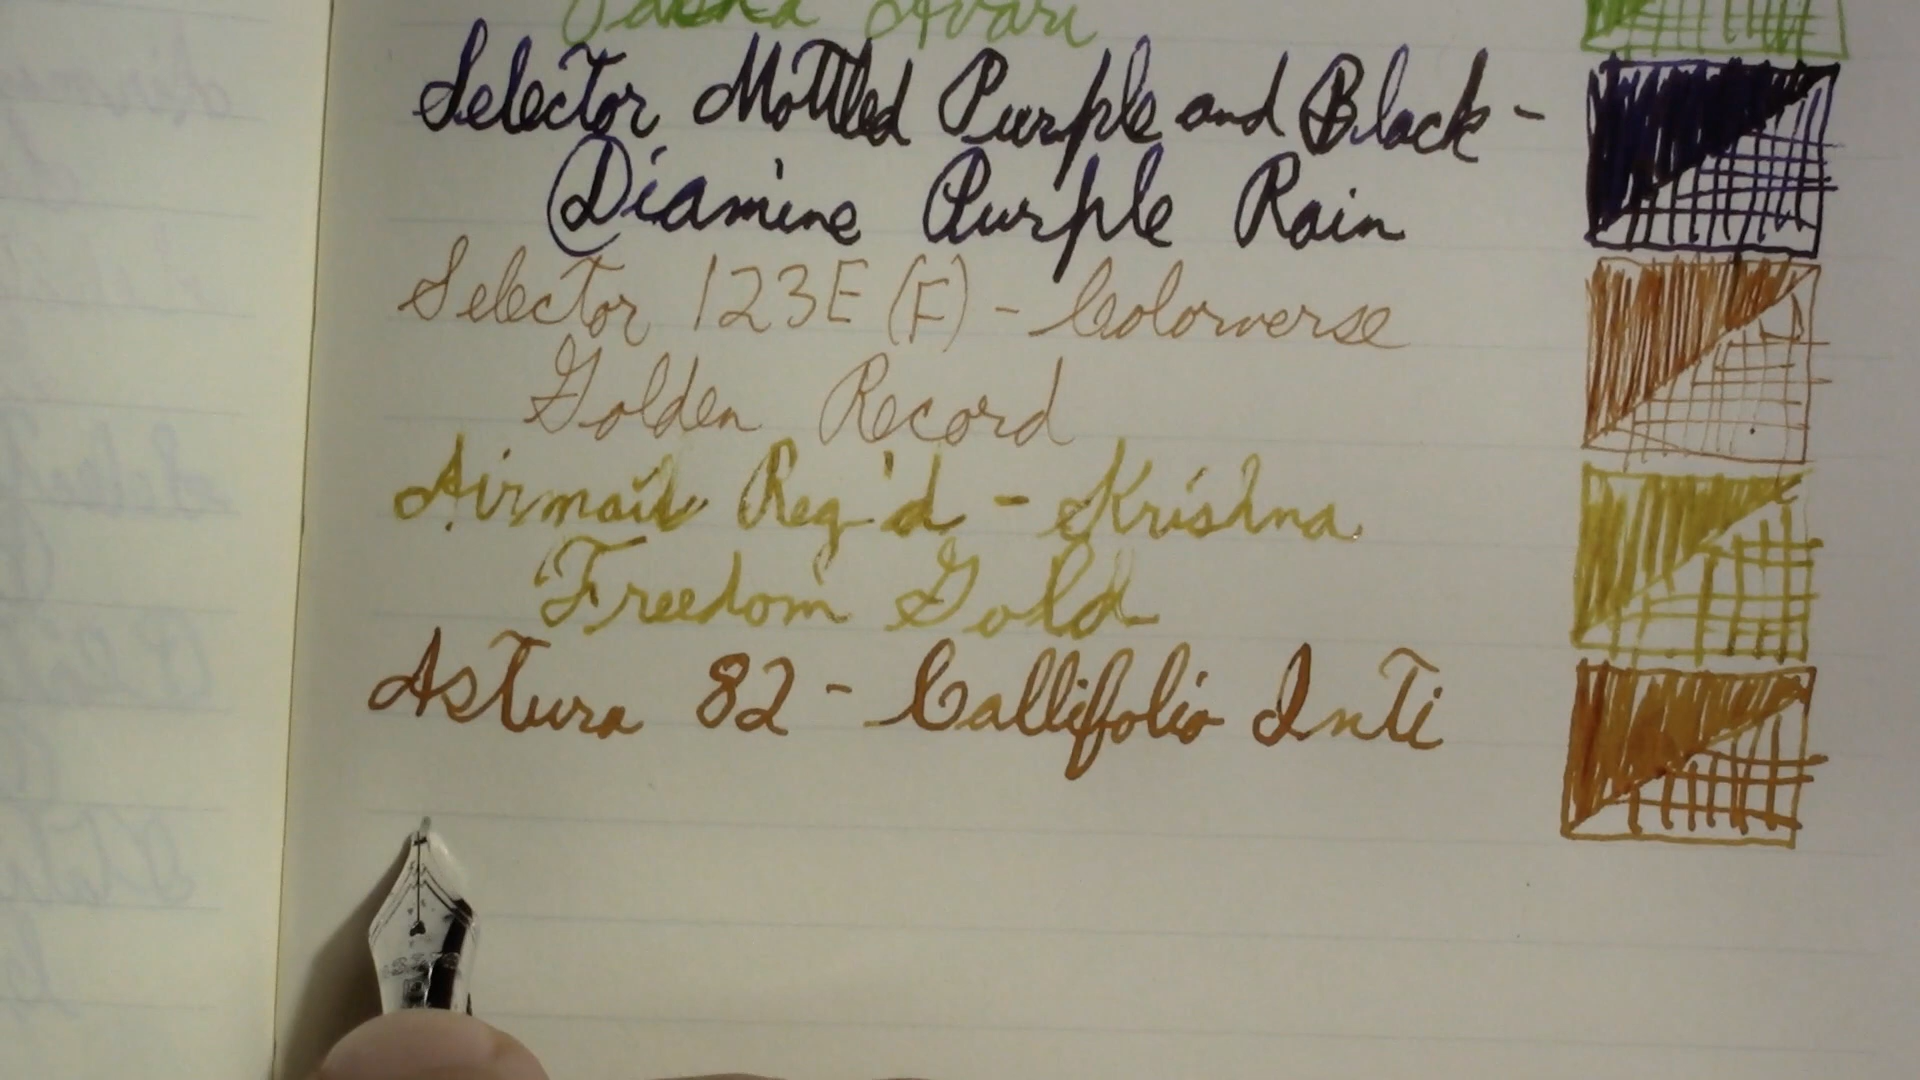 Selector Mottled Purple and Black -
Diamine Purple Rain
Selector 123E (F) - Colorverse
Golden Record
Airmail Reg'd - Krishna
Freedom Gold
Astura 82 - Callifolio Inti